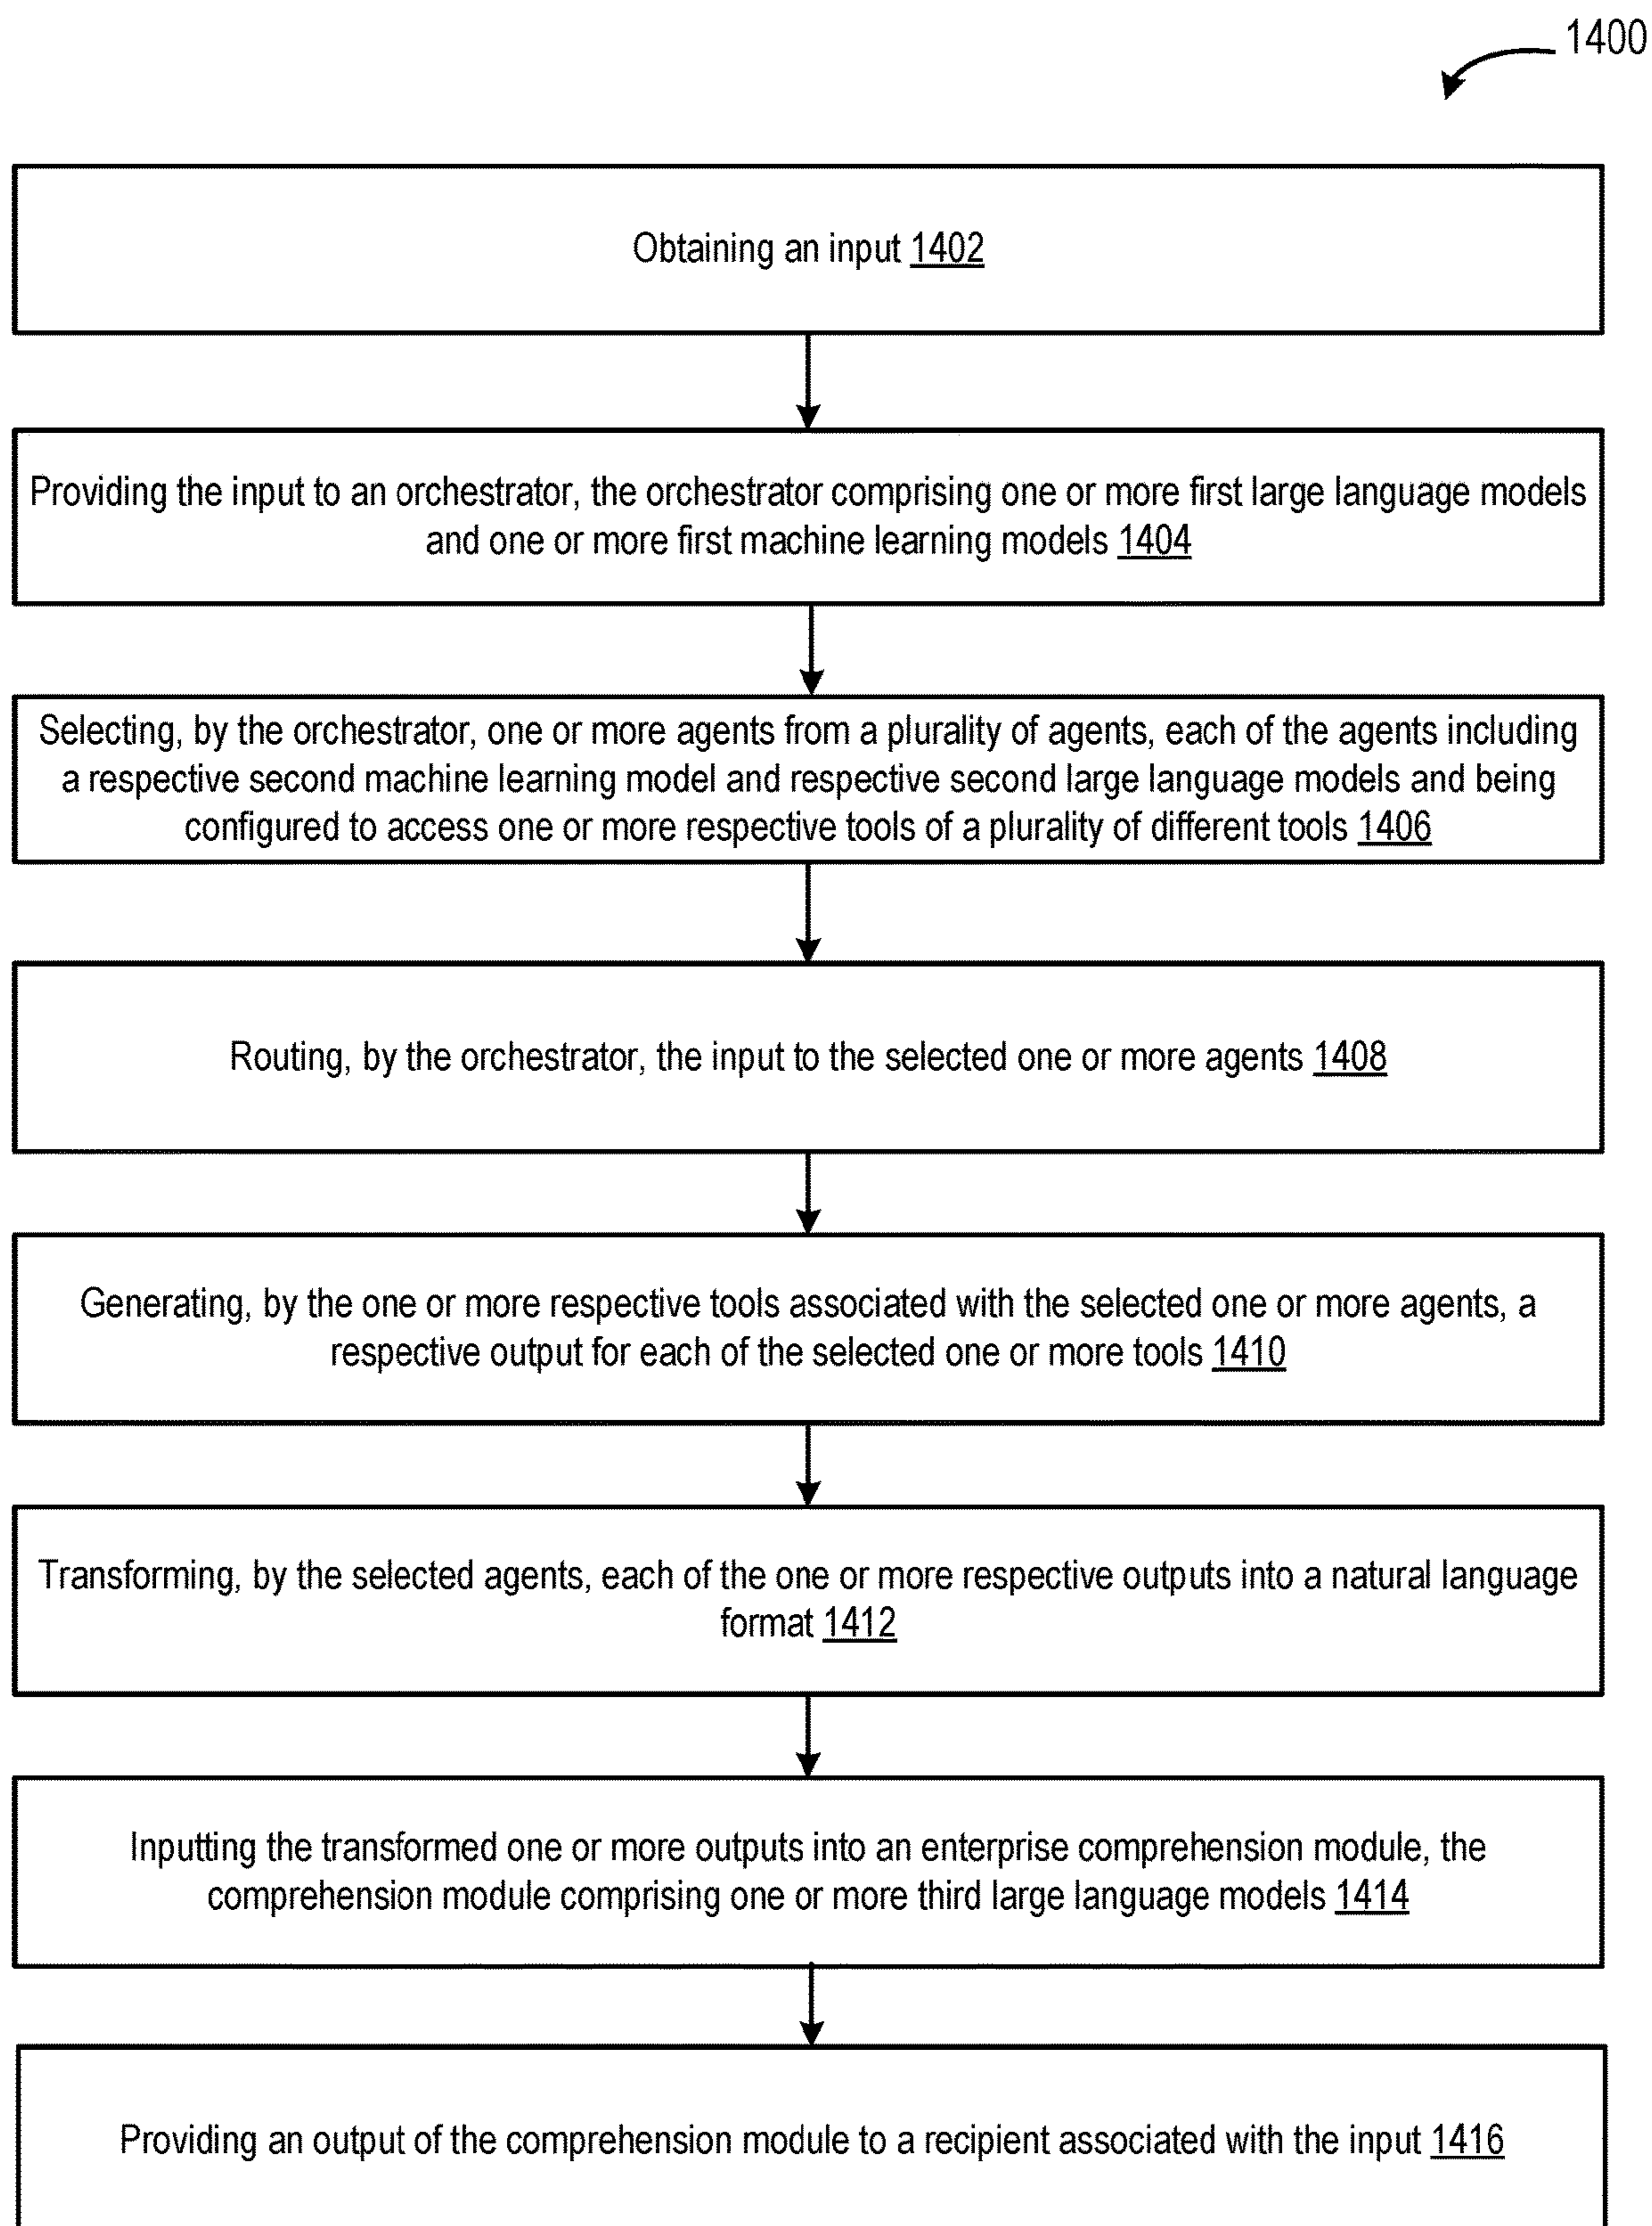 1400
Obtaining an input 1402
Providing the input to an orchestrator, the orchestrator comprising one or more first large language models
and one or more first machine learning models 1404
Selecting, by the orchestrator, one or more agents from a plurality of agents, each of the agents including
a respective second machine learning model and respective second large language models and being
configured to access one or more respective tools of a plurality of different tools 1406
Routing, by the orchestrator, the input to the selected one or more agents 1408
Generating, by the one or more respective tools associated with the selected one or more agents, a
respective output for each of the selected one or more tools 1410
Transforming, by the selected agents, each of the one or more respective outputs into a natural language
format 1412
Inputting the transformed one or more outputs into an enterprise comprehension module, the
comprehension module comprising one or more third large language models 1414
Providing an output of the comprehension module to a recipient associated with the input 1416